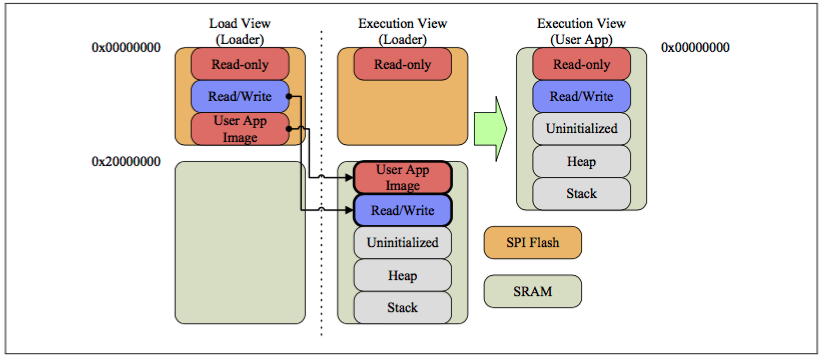 Load View
(Loader)
Execution View
(Loader)
Execution View
(User App)
0x00000000
0x00000000
Read-only
Read/Write
User App
Image
Read-only
Read-only
Read/Write
Uninitialized
Heap
Stack
0x20000000
User App
Image
Read/Write
Uninitialized
Heap
Stack
SPI Flash
SRAM